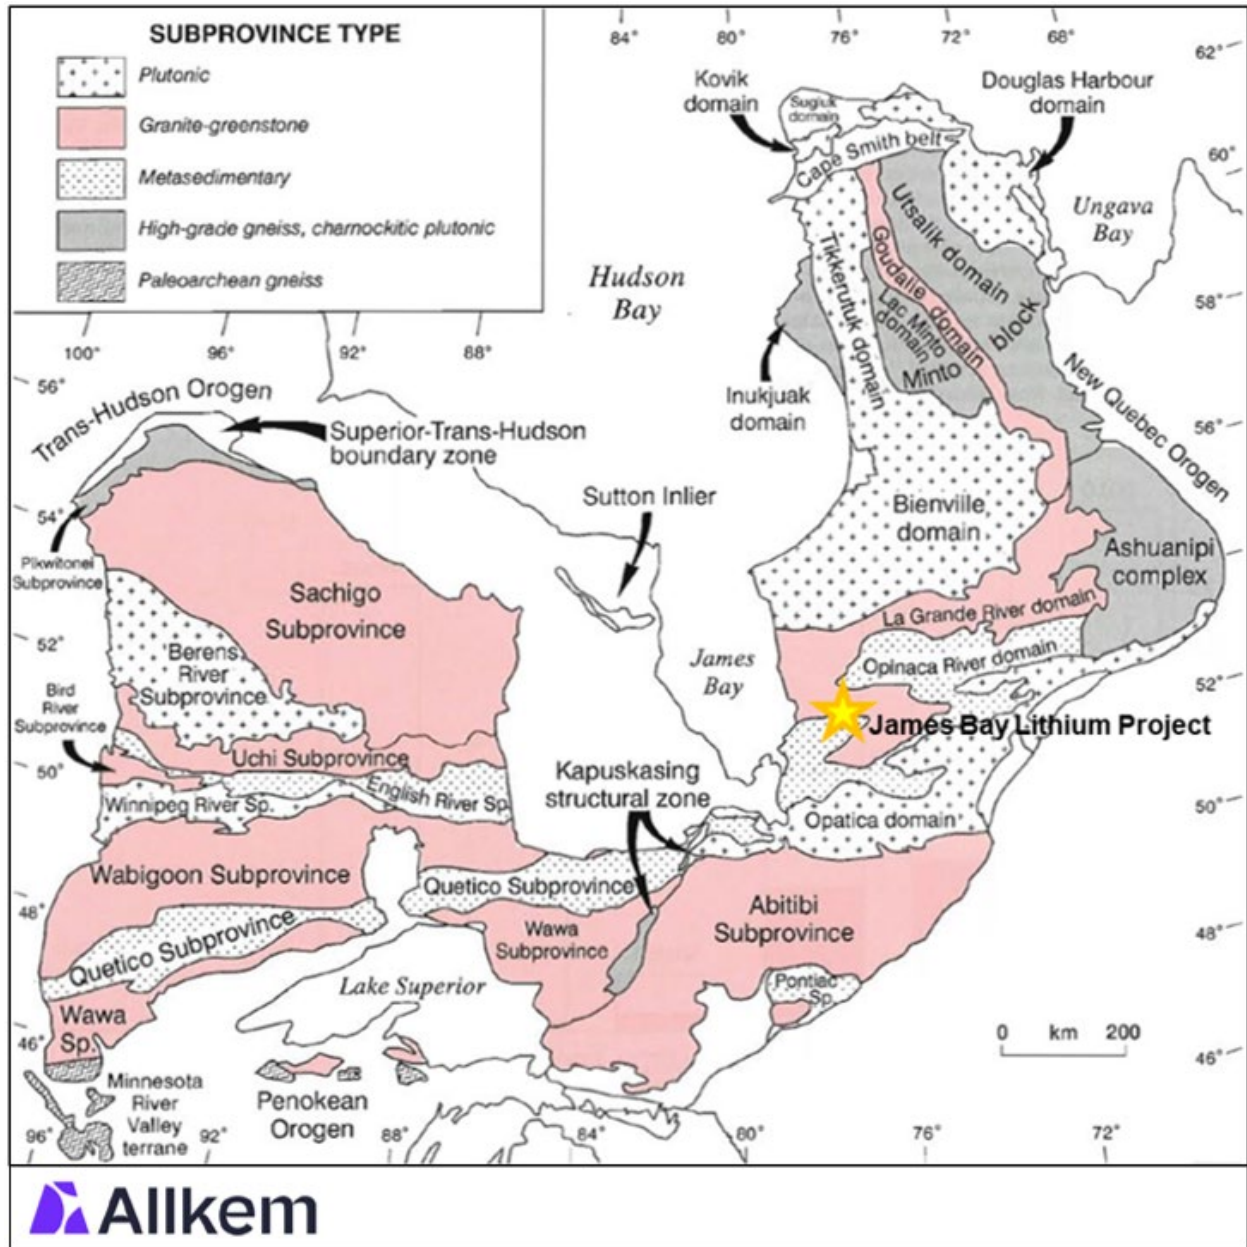 SUBPROVINCE TYPE
Plutonic
Granite-greenstone
Metasedimentary
High-grade gneiss, charnockitic plutonic
Paleoarchean gneiss
84° 80° 76° 72° 68°
62°
60°
58°
56°
54°
52°
50°
48°
46°
100° 96° 92° 88°
56°
54°
52°
50°
48°
46°
96° 92° 88° 84° 80° 76° 72°
Kovik
domain
Sugluk
domain
Douglas Harbour
domain
Cape Smith belt
Ungava
Bay
Hudson
Bay
Utsalik domain
Goudalie domain
Tikkerutuk domain
Lac Minto
domain
Minto
block
Inukjuak
domain
New Quebec Orogen
Trans-Hudson Orogen
Superior-Trans-Hudson
boundary zone
Sutton Inlier
Bienville
domain
Ashuanipi
complex
Pikwitonei
Subprovince
Sachigo
Subprovince
La Grande River domain
Opinaca River domain
James
Bay
Berens
River
Subprovince
Bird
River
Subprovince
?
James Bay Lithium Project
Uchi Subprovince
English River Sp.
Winnipeg River Sp.
Kapuskasing
structural zone
Opatica domain
Wabigoon Subprovince
Quetico Subprovince
Quetico Subprovince
Abitibi
Subprovince
Wawa
Subprovince
Pontiac
Sp.
Lake Superior
Wawa
Sp.
0 km 200
Minnesota
River
Valley
terrane
Penokean
Orogen
Allkem